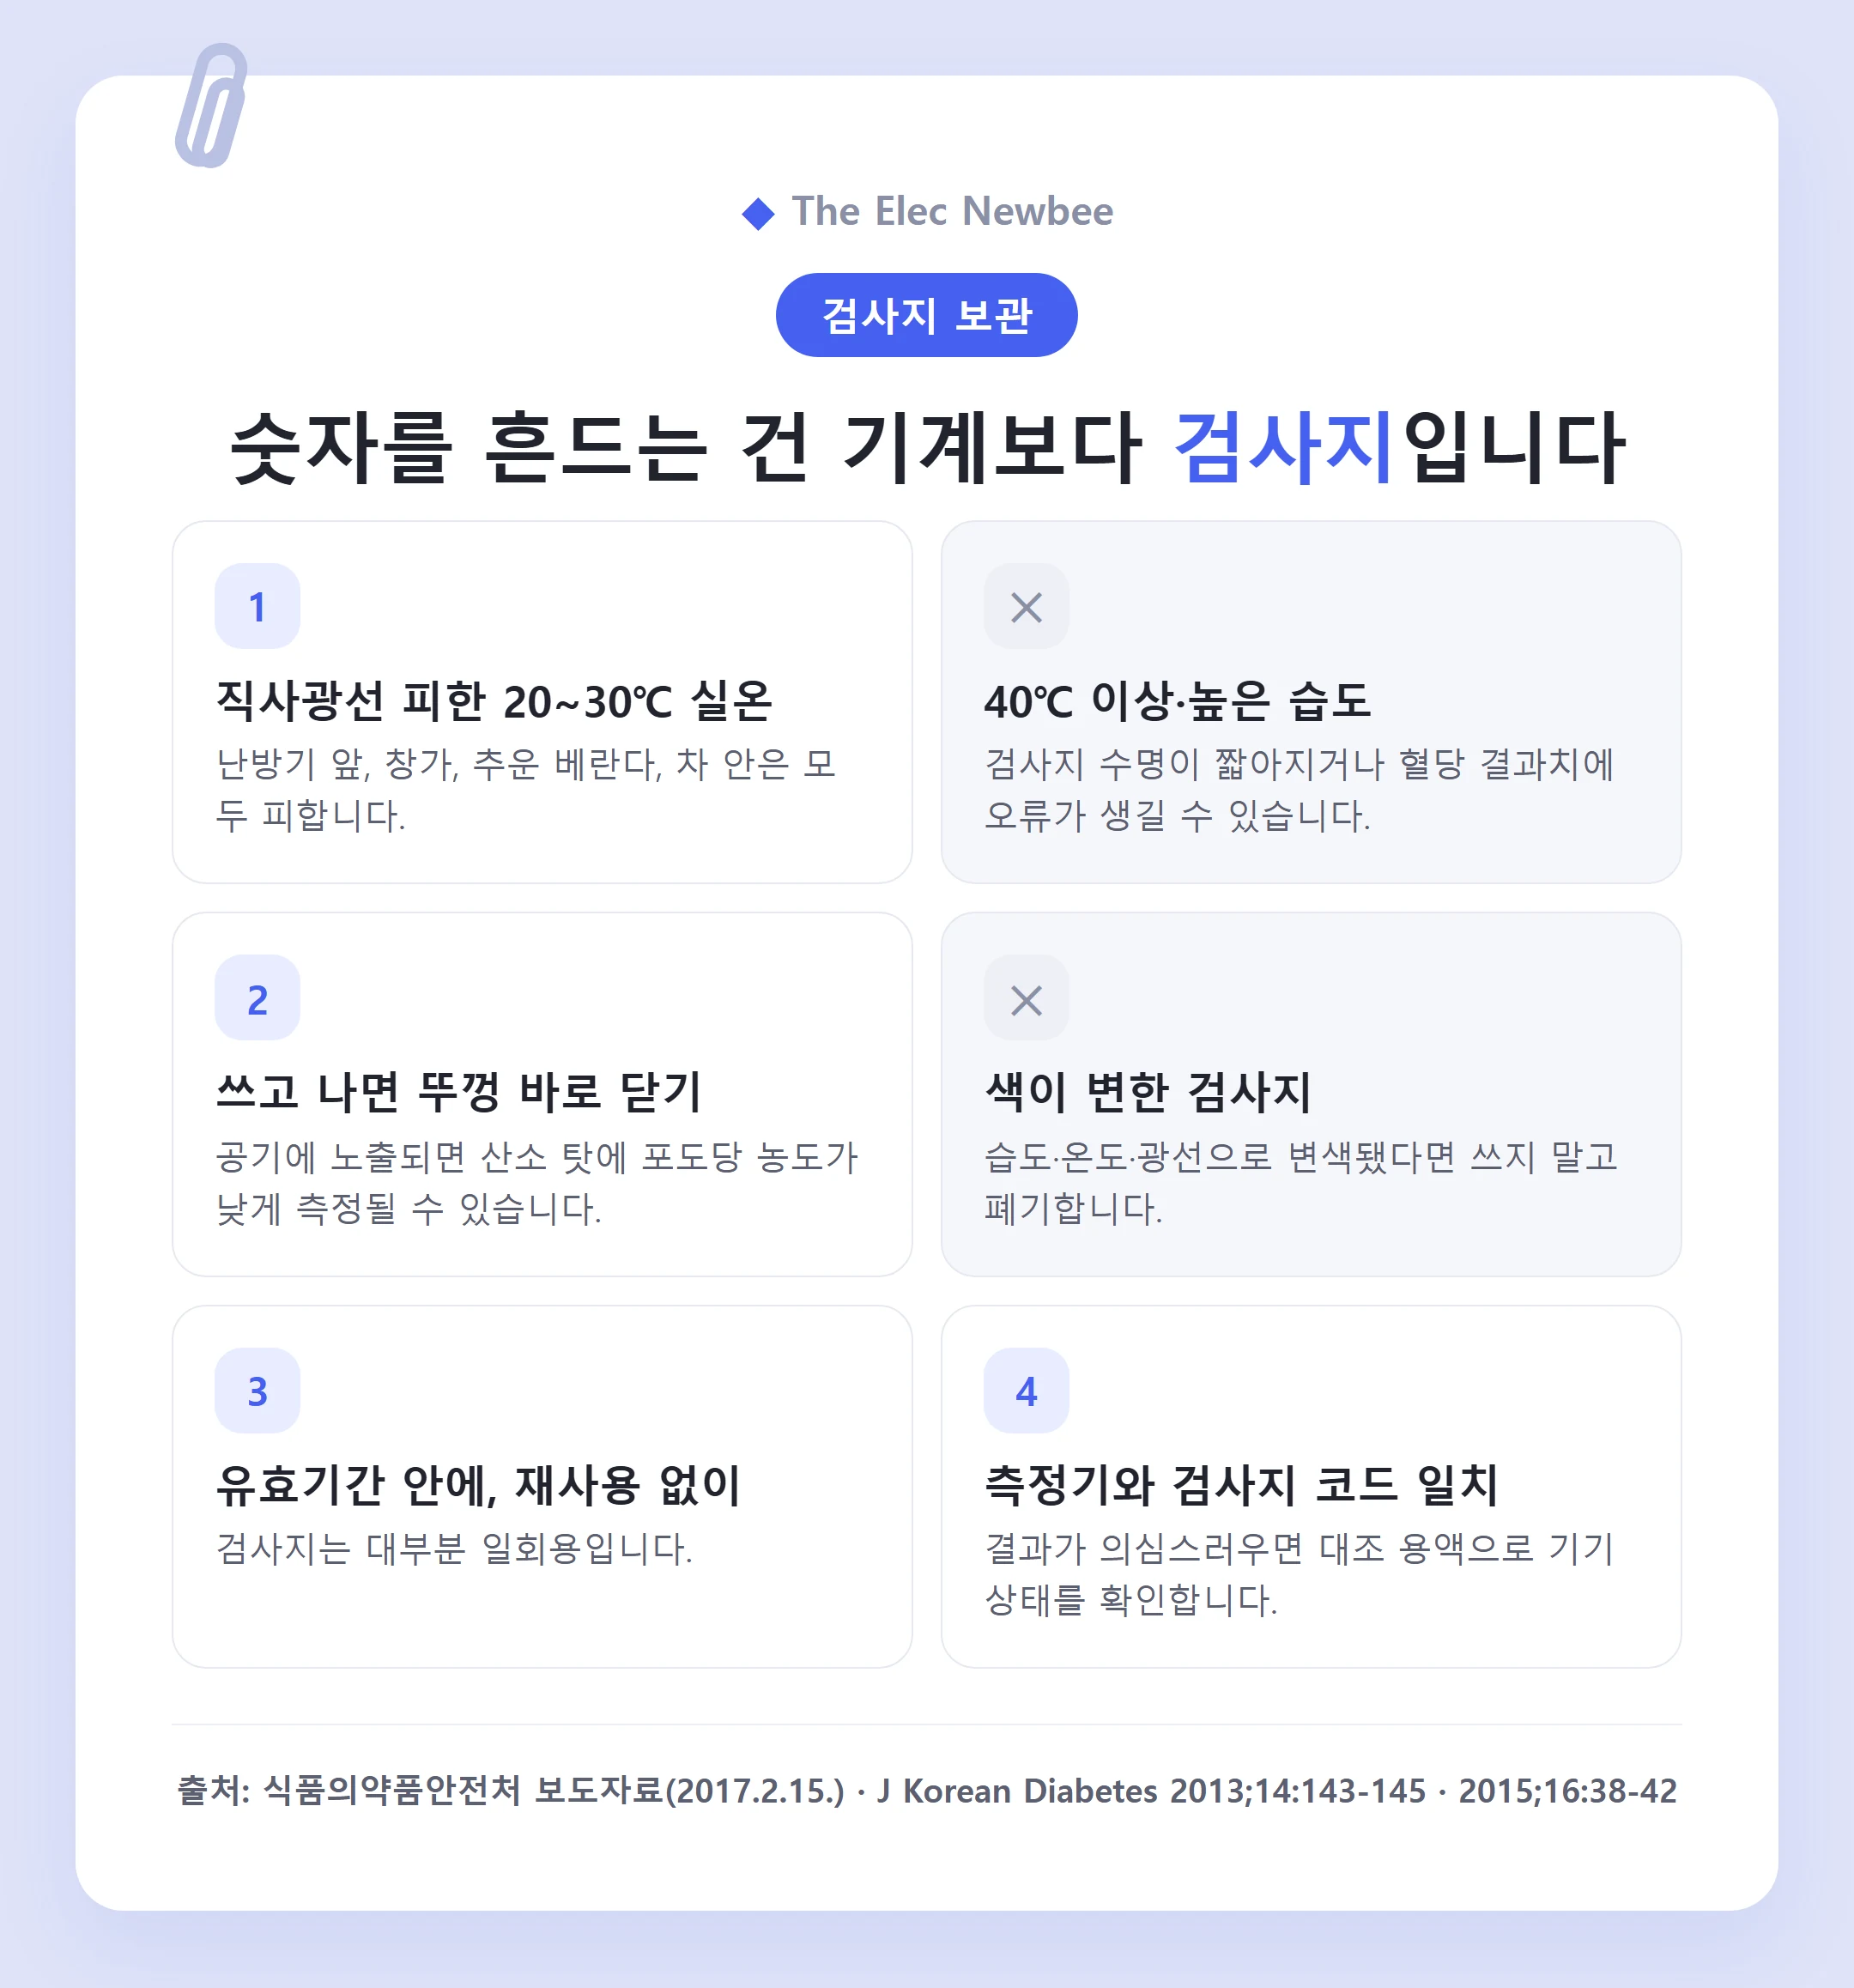 ◆ The Elec Newbee
검사지 보관
숫자를 흔드는 건 기계보다 검사지입니다
1
직사광선 피한 20~30℃ 실온
난방기 앞, 창가, 추운 베란다, 차 안은 모
두 피합니다.
×
40℃ 이상·높은 습도
검사지 수명이 짧아지거나 혈당 결과치에
오류가 생길 수 있습니다.
2
쓰고 나면 뚜껑 바로 닫기
공기에 노출되면 산소 탓에 포도당 농도가
낮게 측정될 수 있습니다.
×
색이 변한 검사지
습도·온도·광선으로 변색됐다면 쓰지 말고
폐기합니다.
3
유효기간 안에, 재사용 없이
검사지는 대부분 일회용입니다.
4
측정기와 검사지 코드 일치
결과가 의심스러우면 대조 용액으로 기기
상태를 확인합니다.
출처: 식품의약품안전처 보도자료(2017.2.15.) · J Korean Diabetes 2013;14:143-145 · 2015;16:38-42